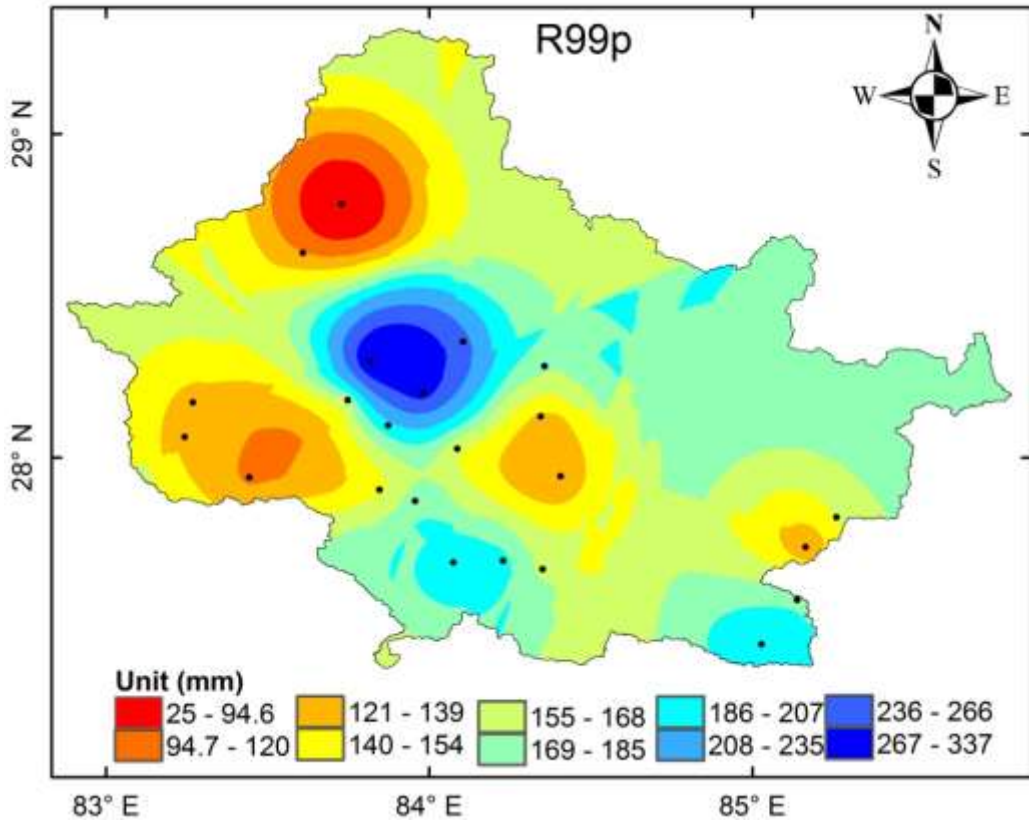 R99p
N
W E
S
29° N
28° N
Unit (mm)
25 - 94.6 121 - 139 155 - 168 186 - 207 236 - 266
94.7 - 120 140 - 154 169 - 185 208 - 235 267 - 337
83° E 84° E 85° E